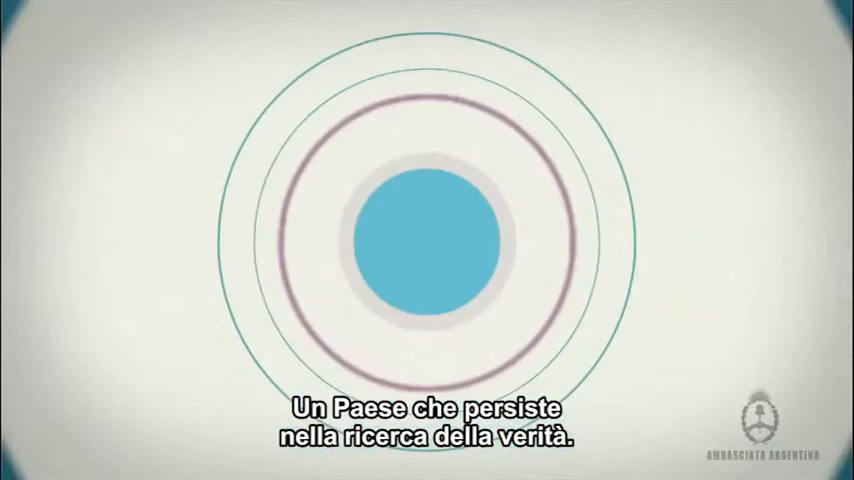 Un Paese che persiste
nella ricerca della verità.
AMBASCIATA ARGENTINA